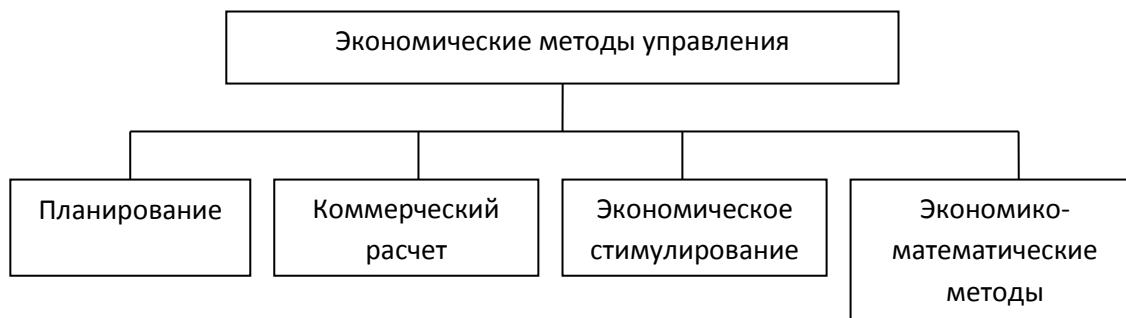 Экономические методы управления
Планирование
Коммерческий
расчет
Экономическое
стимулирование
Экономико-
математические
методы